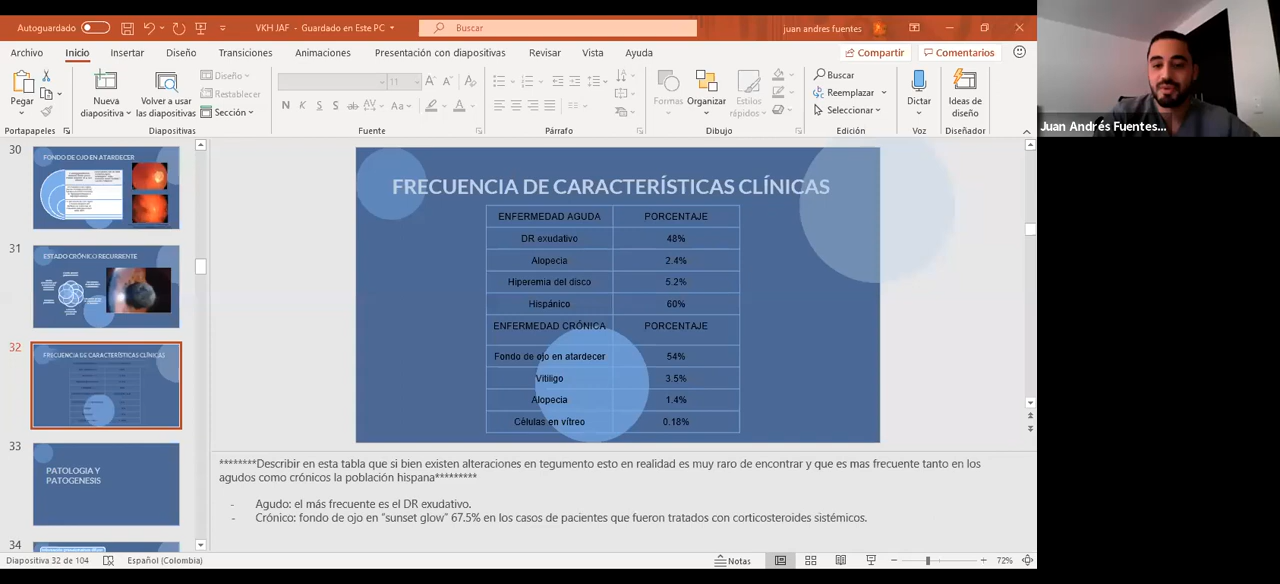 Autoguardado
VKH JAF - Guardado en Este PC
Buscar
juan andres fuentes
Archivo
Inicio
Insertar
Diseño
Transiciones
Animaciones
Presentación con diapositivas
Revisar
Vista
Ayuda
Compartir
Comentarios
Pegar
Nueva diapositiva
Volver a usar las diapositivas
Diseño
Restablecer
Sección
11
N K S S ab AV Aa A
Formas
Organizar
Estilos rápidos
Buscar
Reemplazar
Seleccionar
Dictar
Ideas de diseño
Portapapeles
Diapositivas
Fuente
Párrafo
Dibujo
Edición
Voz
Diseñador
Juan Andrés Fuentes...
30
FONDO DE OJO EN ATARDECER
31
ESTADO CRÓNICO RECURRENTE
32
FRECUENCIA DE CARACTERÍSTICAS CLÍNICAS
33
PATOLOGIA Y
PATOGENESIS
34
FRECUENCIA DE CARACTERÍSTICAS CLÍNICAS
ENFERMEDAD AGUDA PORCENTAJE
DR exudativo 48%
Alopecia 2.4%
Hiperemia del disco 5.2%
Hispánico 60%
ENFERMEDAD CRÓNICA PORCENTAJE
Fondo de ojo en atardecer 54%
Vitiligo 3.5%
Alopecia 1.4%
Células en vítreo 0.18%
********Describir en esta tabla que si bien existen alteraciones en tegumento esto en realidad es muy raro de encontrar y que es mas frecuente tanto en los
agudos como crónicos la población hispana*********
- Agudo: el más frecuente es el DR exudativo.
- Crónico: fondo de ojo en “sunset glow” 67.5% en los casos de pacientes que fueron tratados con corticosteroides sistémicos.
Diapositiva 32 de 104
Español (Colombia)
Notas
72%